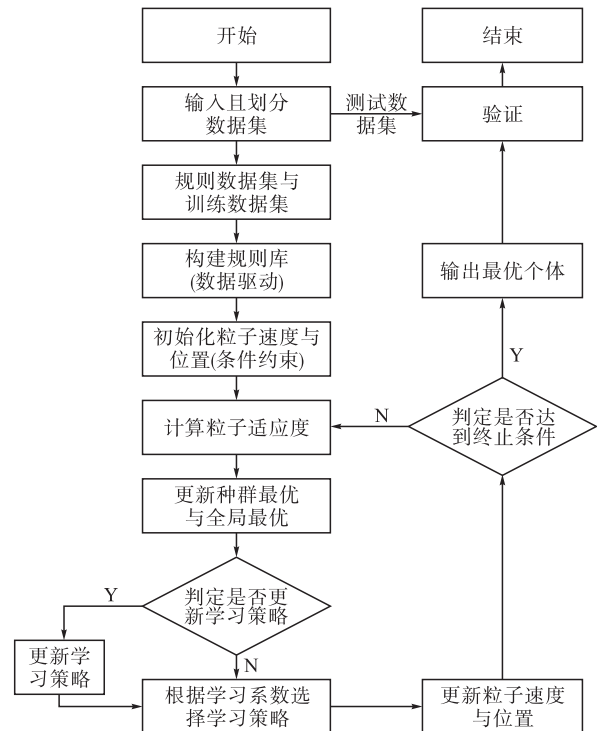 开始
输入且划分
数据集
测试数
据集
规则数据集与
训练数据集
构建规则库
(数据驱动)
初始化粒子速度与
位置(条件约束)
计算粒子适应度
更新种群最优
与全局最优
判定是否更
新学习策略
Y
更新学
习策略
N
根据学习系数选
择学习策略
更新粒子速度
与位置
判定是否达
到终止条件
N
Y
输出最优个体
验证
结束